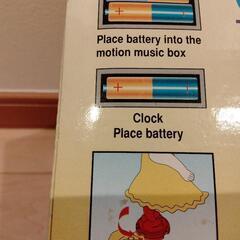 Place battery into the
motion music box
Clock
Place battery